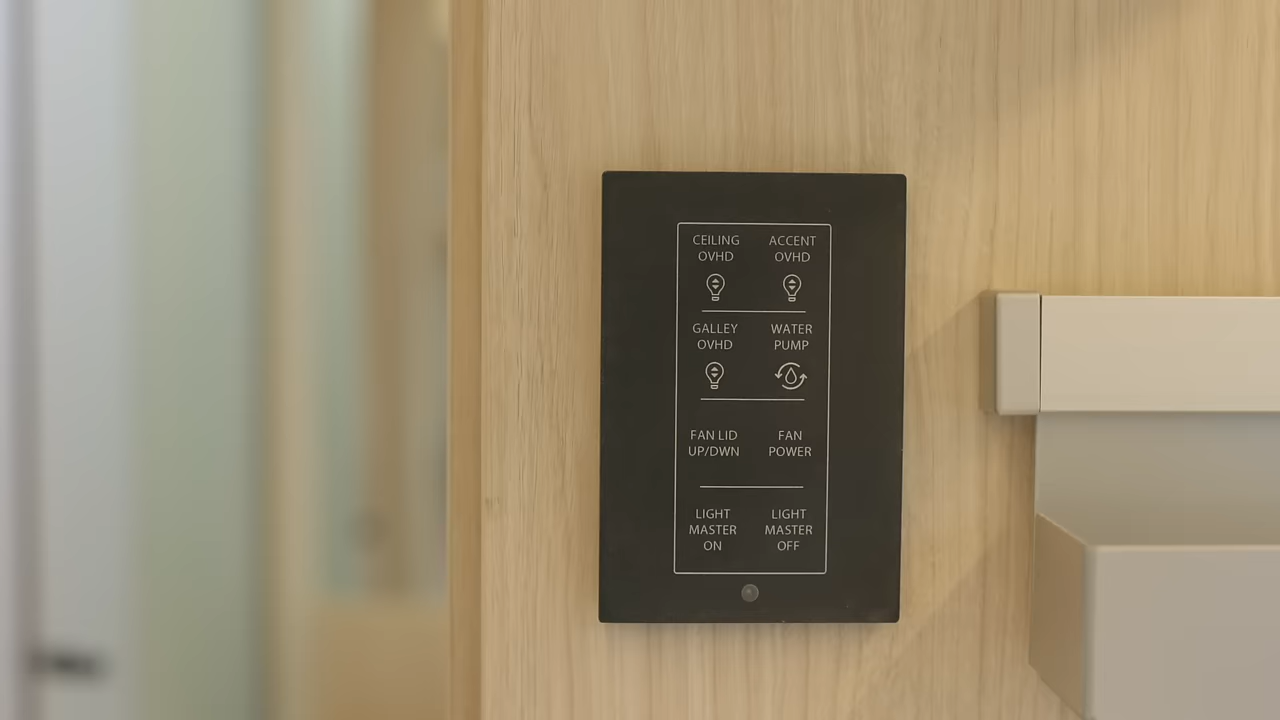 CEILING
OVHD
ACCENT
OVHD
GALLEY
OVHD
WATER
PUMP
FAN LID
UP/DWN
FAN
POWER
LIGHT
MASTER
ON
LIGHT
MASTER
OFF